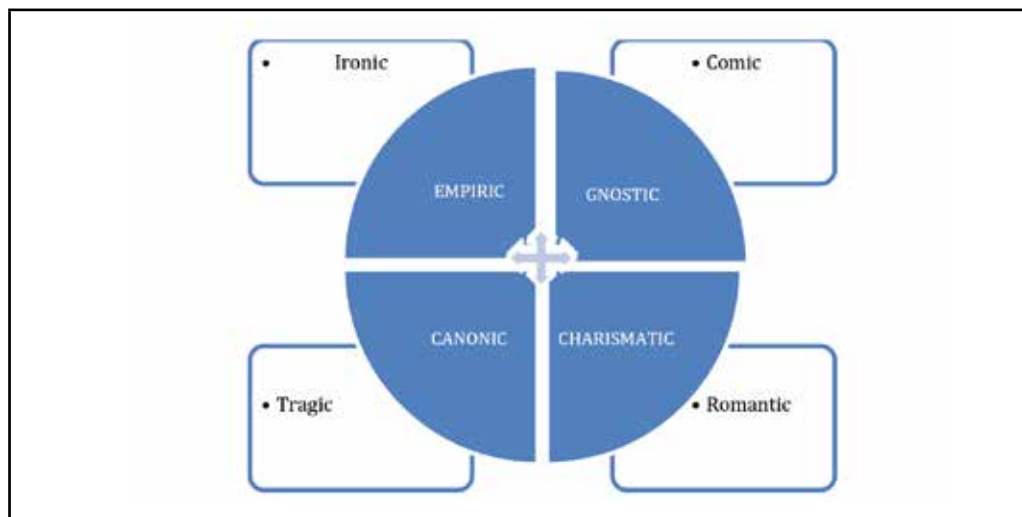 • Ironic
• Comic
EMPIRIC
GNOSTIC
CANONIC
CHARISMATIC
• Tragic
• Romantic